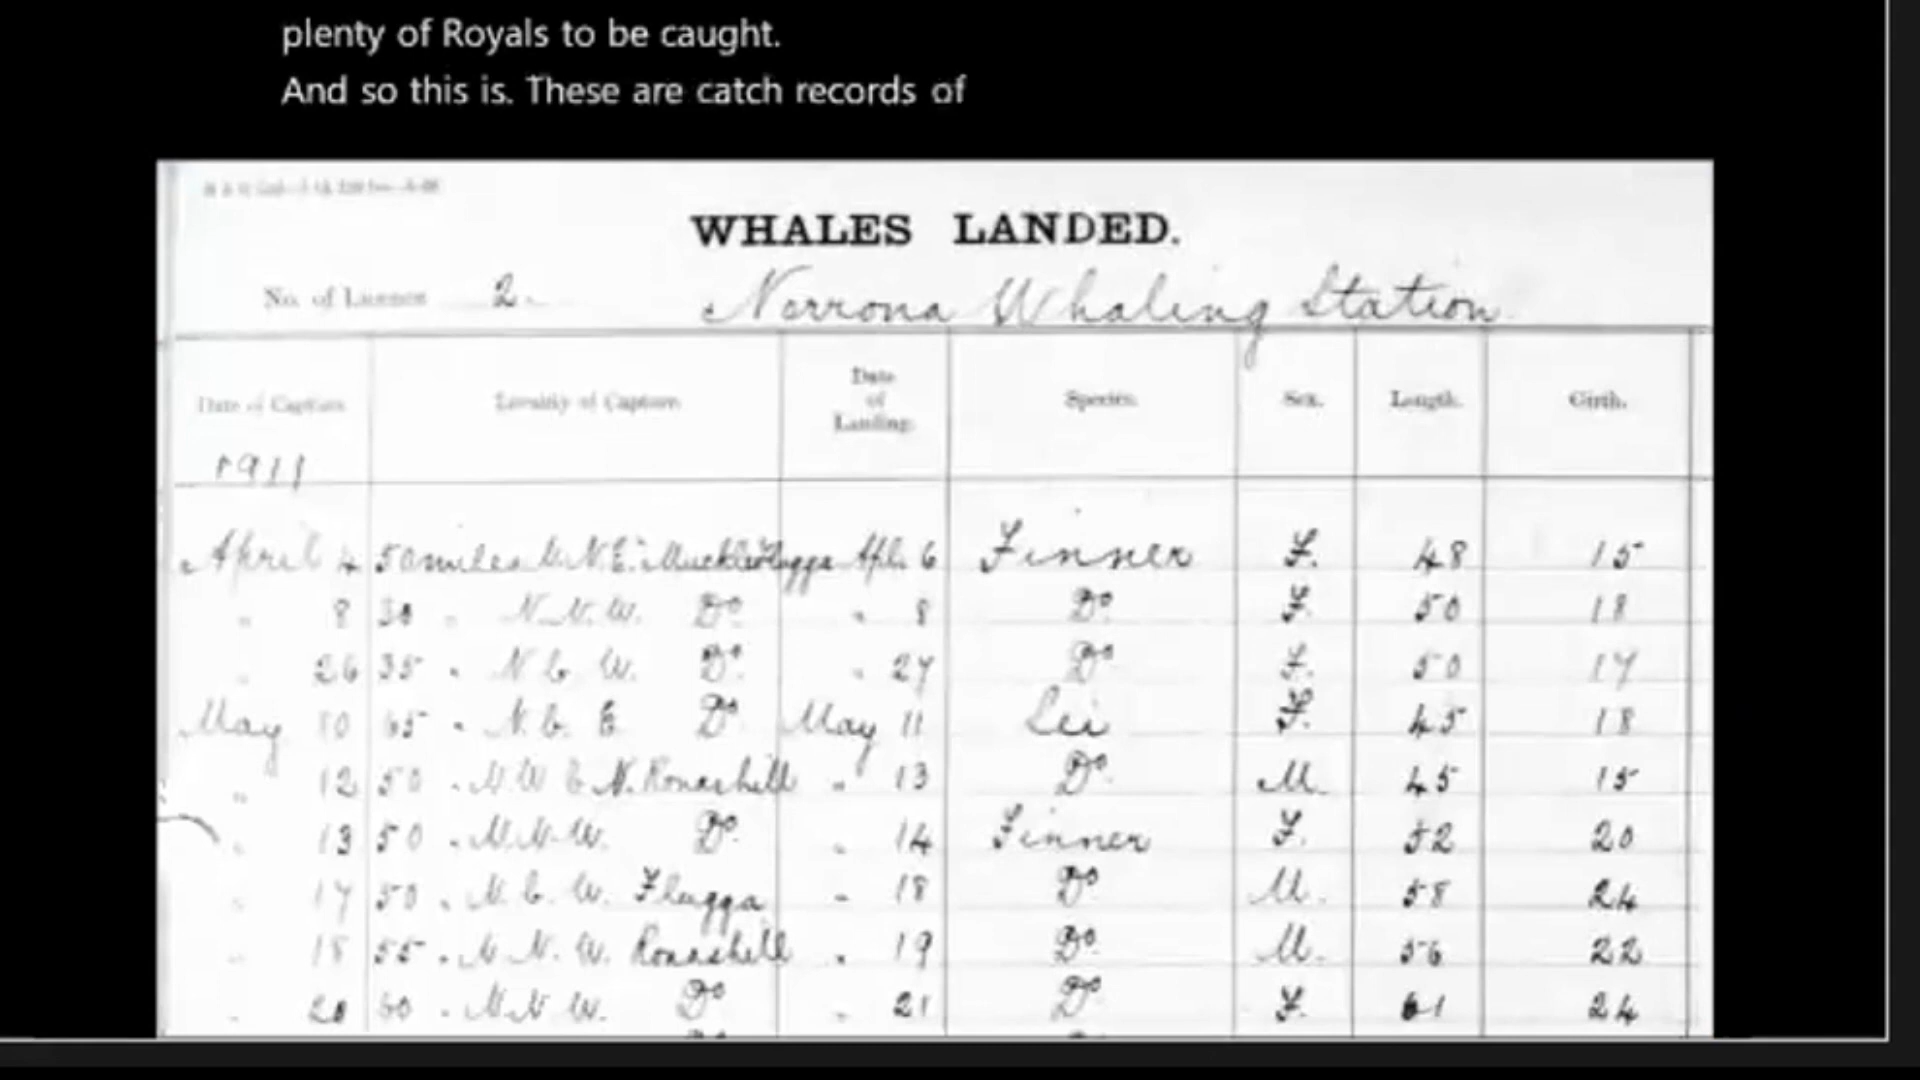 plenty of Royals to be caught.
And so this is. These are catch records of
WHALES LANDED.
No. of Licence 2. Norrona Whaling Station
Date of Capture. Locality of Capture. Date of Landing. Species. Sex. Length. Girth.
1911
April 4 50 miles N.N.E. Muckle Flugga Apl. 6 Finner F. 48 15
" 8 30 " N.N.W. Do " 8 Do F. 50 18
" 26 35 " N b W. Do " 27 Do F. 50 17
May 10 65 " N. b. E. Do May 11 Sei F. 45 18
" 12 50 " N.W b N. Ronashill " 13 Do M. 45 15
" 13 50 " N.N.W. Do " 14 Finner F. 52 20
" 17 50 " N. b. W. Flugga " 18 Do M. 58 24
" 18 55 " N. N. W. Ronashill " 19 Do M. 56 22
" 20 60 " N.N.W. Do " 21 Do F. 61 24